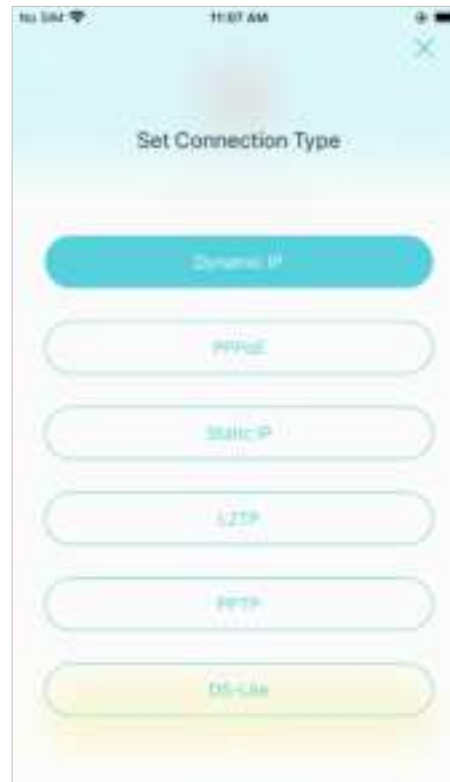 No SIM 11:07 AM
Set Connection Type
Dynamic IP
PPPoE
Static IP
L2TP
PPTP
DS-Lite